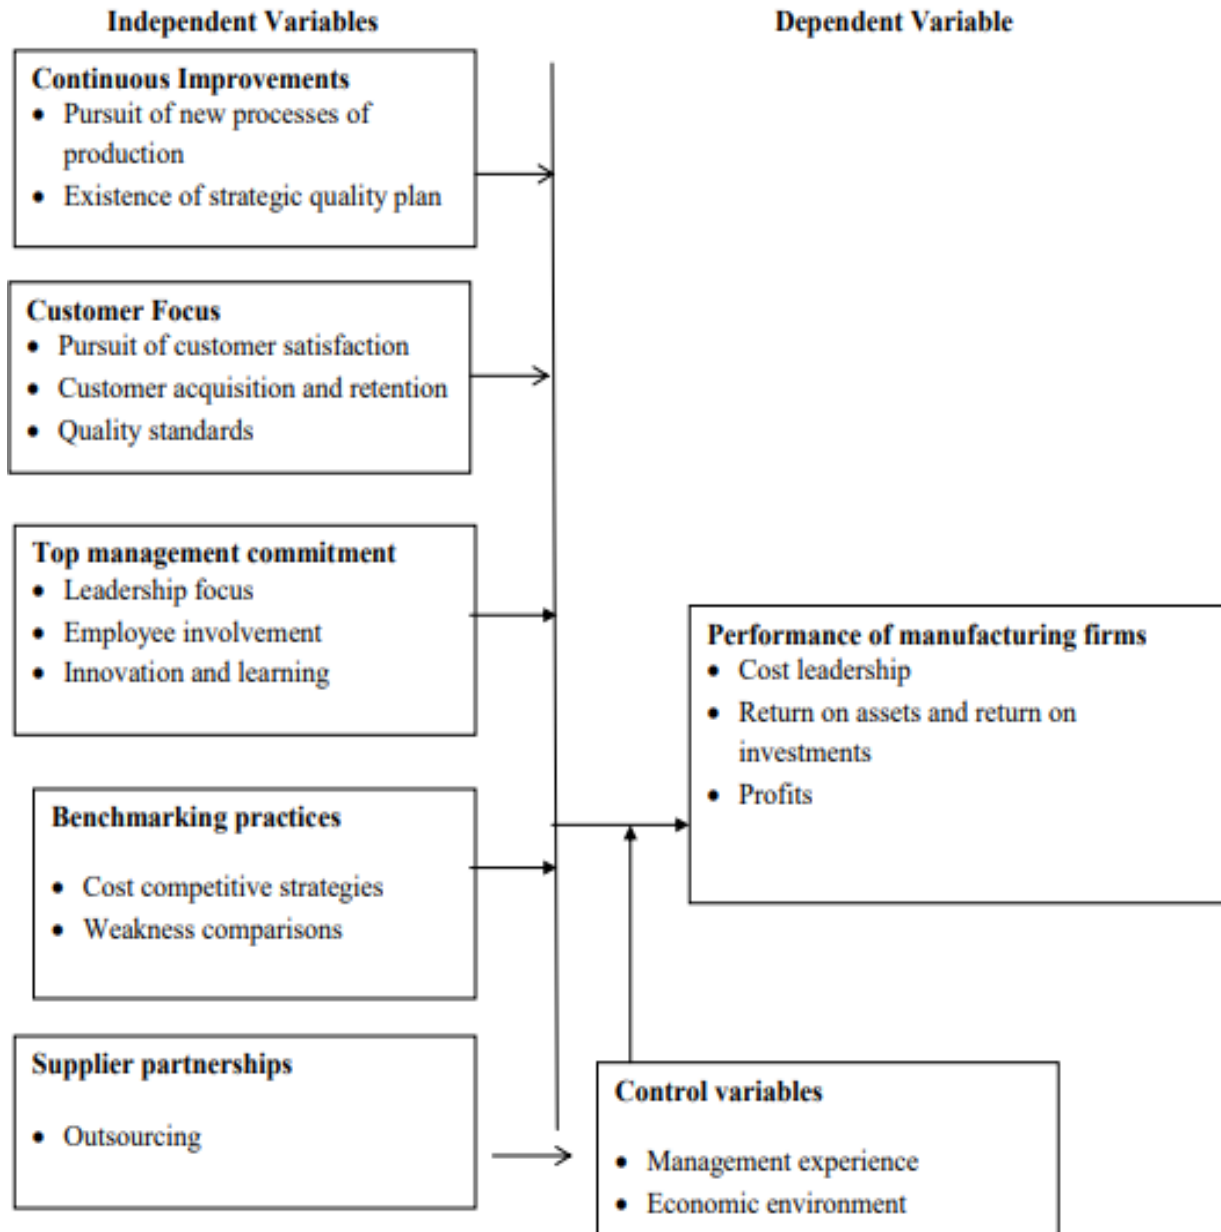 Independent Variables
Dependent Variable
Continuous Improvements
• Pursuit of new processes of
production
• Existence of strategic quality plan
Customer Focus
• Pursuit of customer satisfaction
• Customer acquisition and retention
• Quality standards
Top management commitment
• Leadership focus
• Employee involvement
• Innovation and learning
Benchmarking practices
• Cost competitive strategies
• Weakness comparisons
Supplier partnerships
• Outsourcing
Performance of manufacturing firms
• Cost leadership
• Return on assets and return on
investments
• Profits
Control variables
• Management experience
• Economic environment